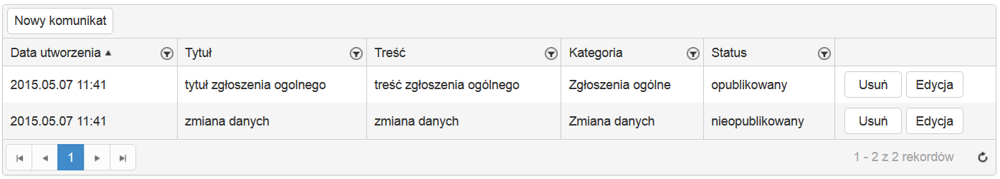 Nowy komunikat
Data utworzenia Tytuł Treść Kategoria Status
2015.05.07 11:41 tytuł zgłoszenia ogolnego treść zgłoszenia ogólnego Zgłoszenia ogólne opublikowany Usuń Edycja
2015.05.07 11:41 zmiana danych zmiana danych Zmiana danych nieopublikowany Usuń Edycja
1 1 - 2 z 2 rekordów